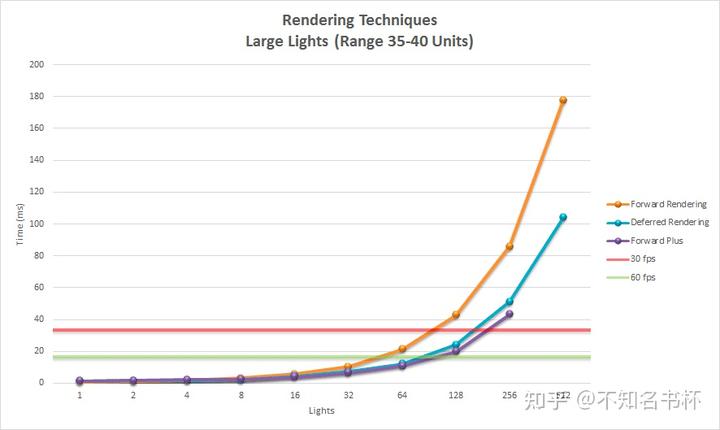 Rendering Techniques
Large Lights (Range 35-40 Units)
200
180
160
140
120
100
80
60
40
20
0
Time (ms)
1 2 4 8 16 32 64 128 256 512
Lights
Forward Rendering
Deferred Rendering
Forward Plus
30 fps
60 fps
知乎 @不知名书杯